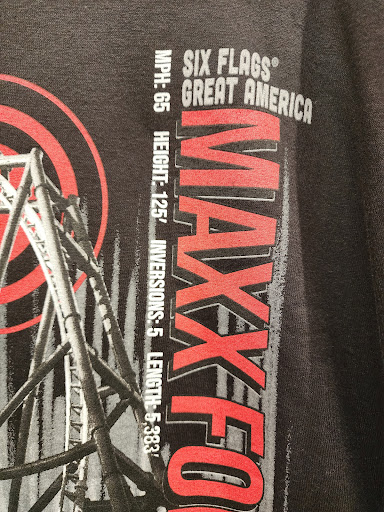 SIX FLAGS®
GREAT AMERICA
MAXX FO
MPH: 65 HEIGHT: 125' INVERSIONS: 5 LENGTH: 5,383'